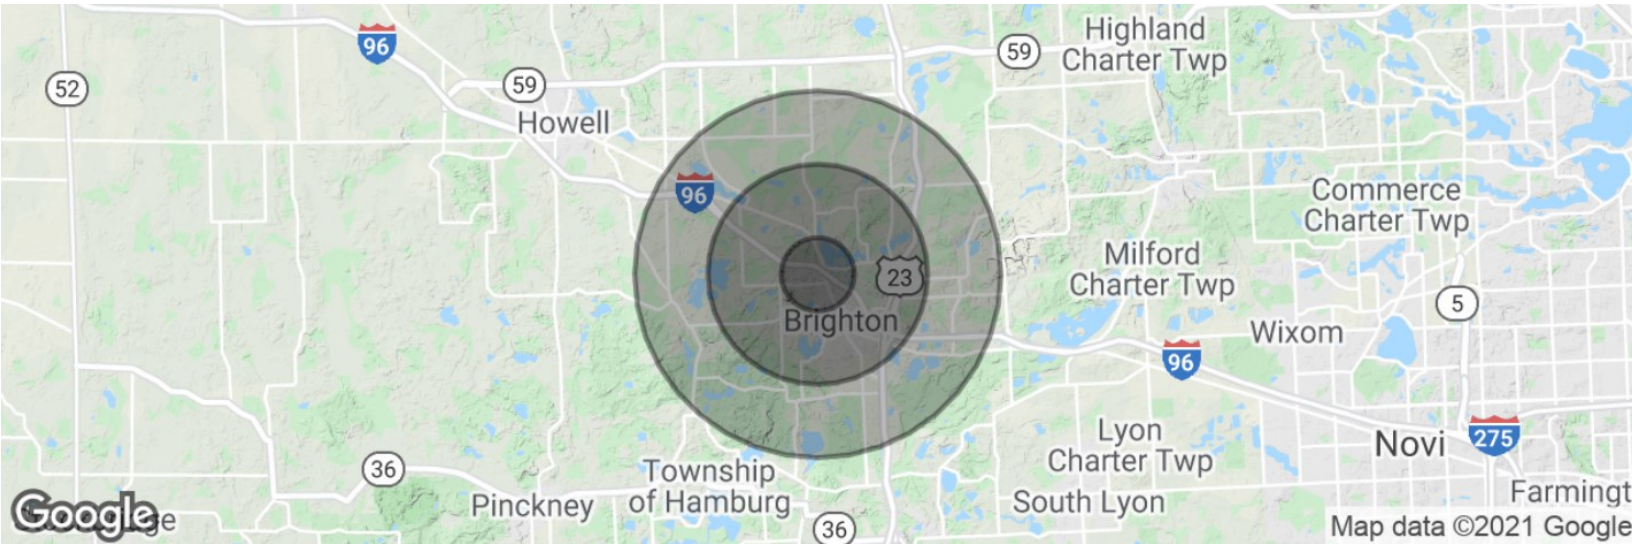 Highland
Charter Twp
96
59
52
59
Howell
96
Commerce
Charter Twp
Milford
Charter Twp
23
5
Brighton
Wixom
96
275
Lyon
Charter Twp
Novi
36
Township
of Hamburg
Pinckney
South Lyon
Farmingt
Google
36
Map data ©2021 Google